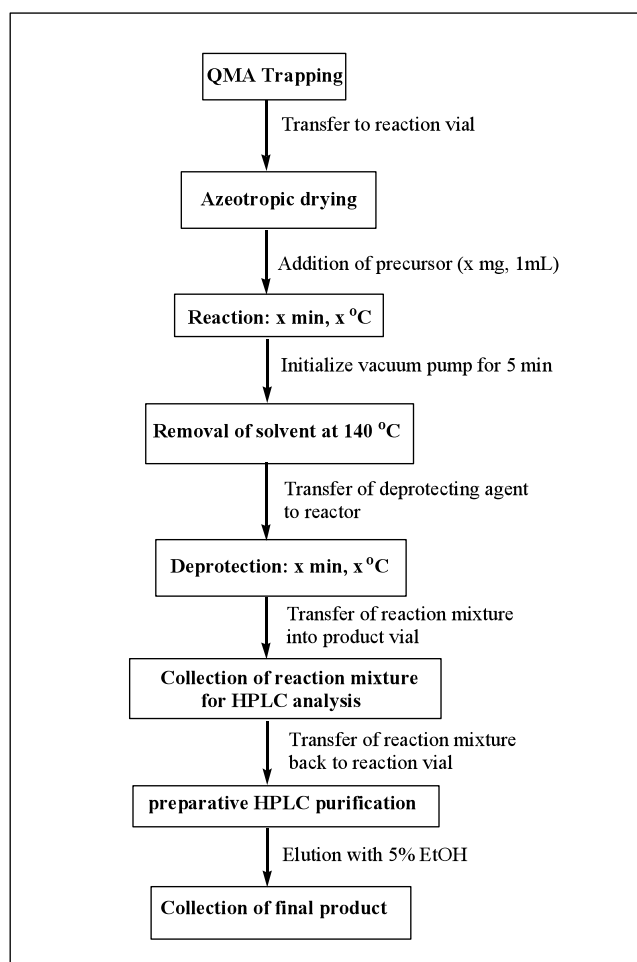 QMA Trapping
Transfer to reaction vial
Azeotropic drying
Addition of precursor (x mg, 1mL)
Reaction: x min, x °C
Initialize vacuum pump for 5 min
Removal of solvent at 140 °C
Transfer of deprotecting agent
to reactor
Deprotection: x min, x °C
Transfer of reaction mixture
into product vial
Collection of reaction mixture
for HPLC analysis
Transfer of reaction mixture
back to reaction vial
preparative HPLC purification
Elution with 5% EtOH
Collection of final product